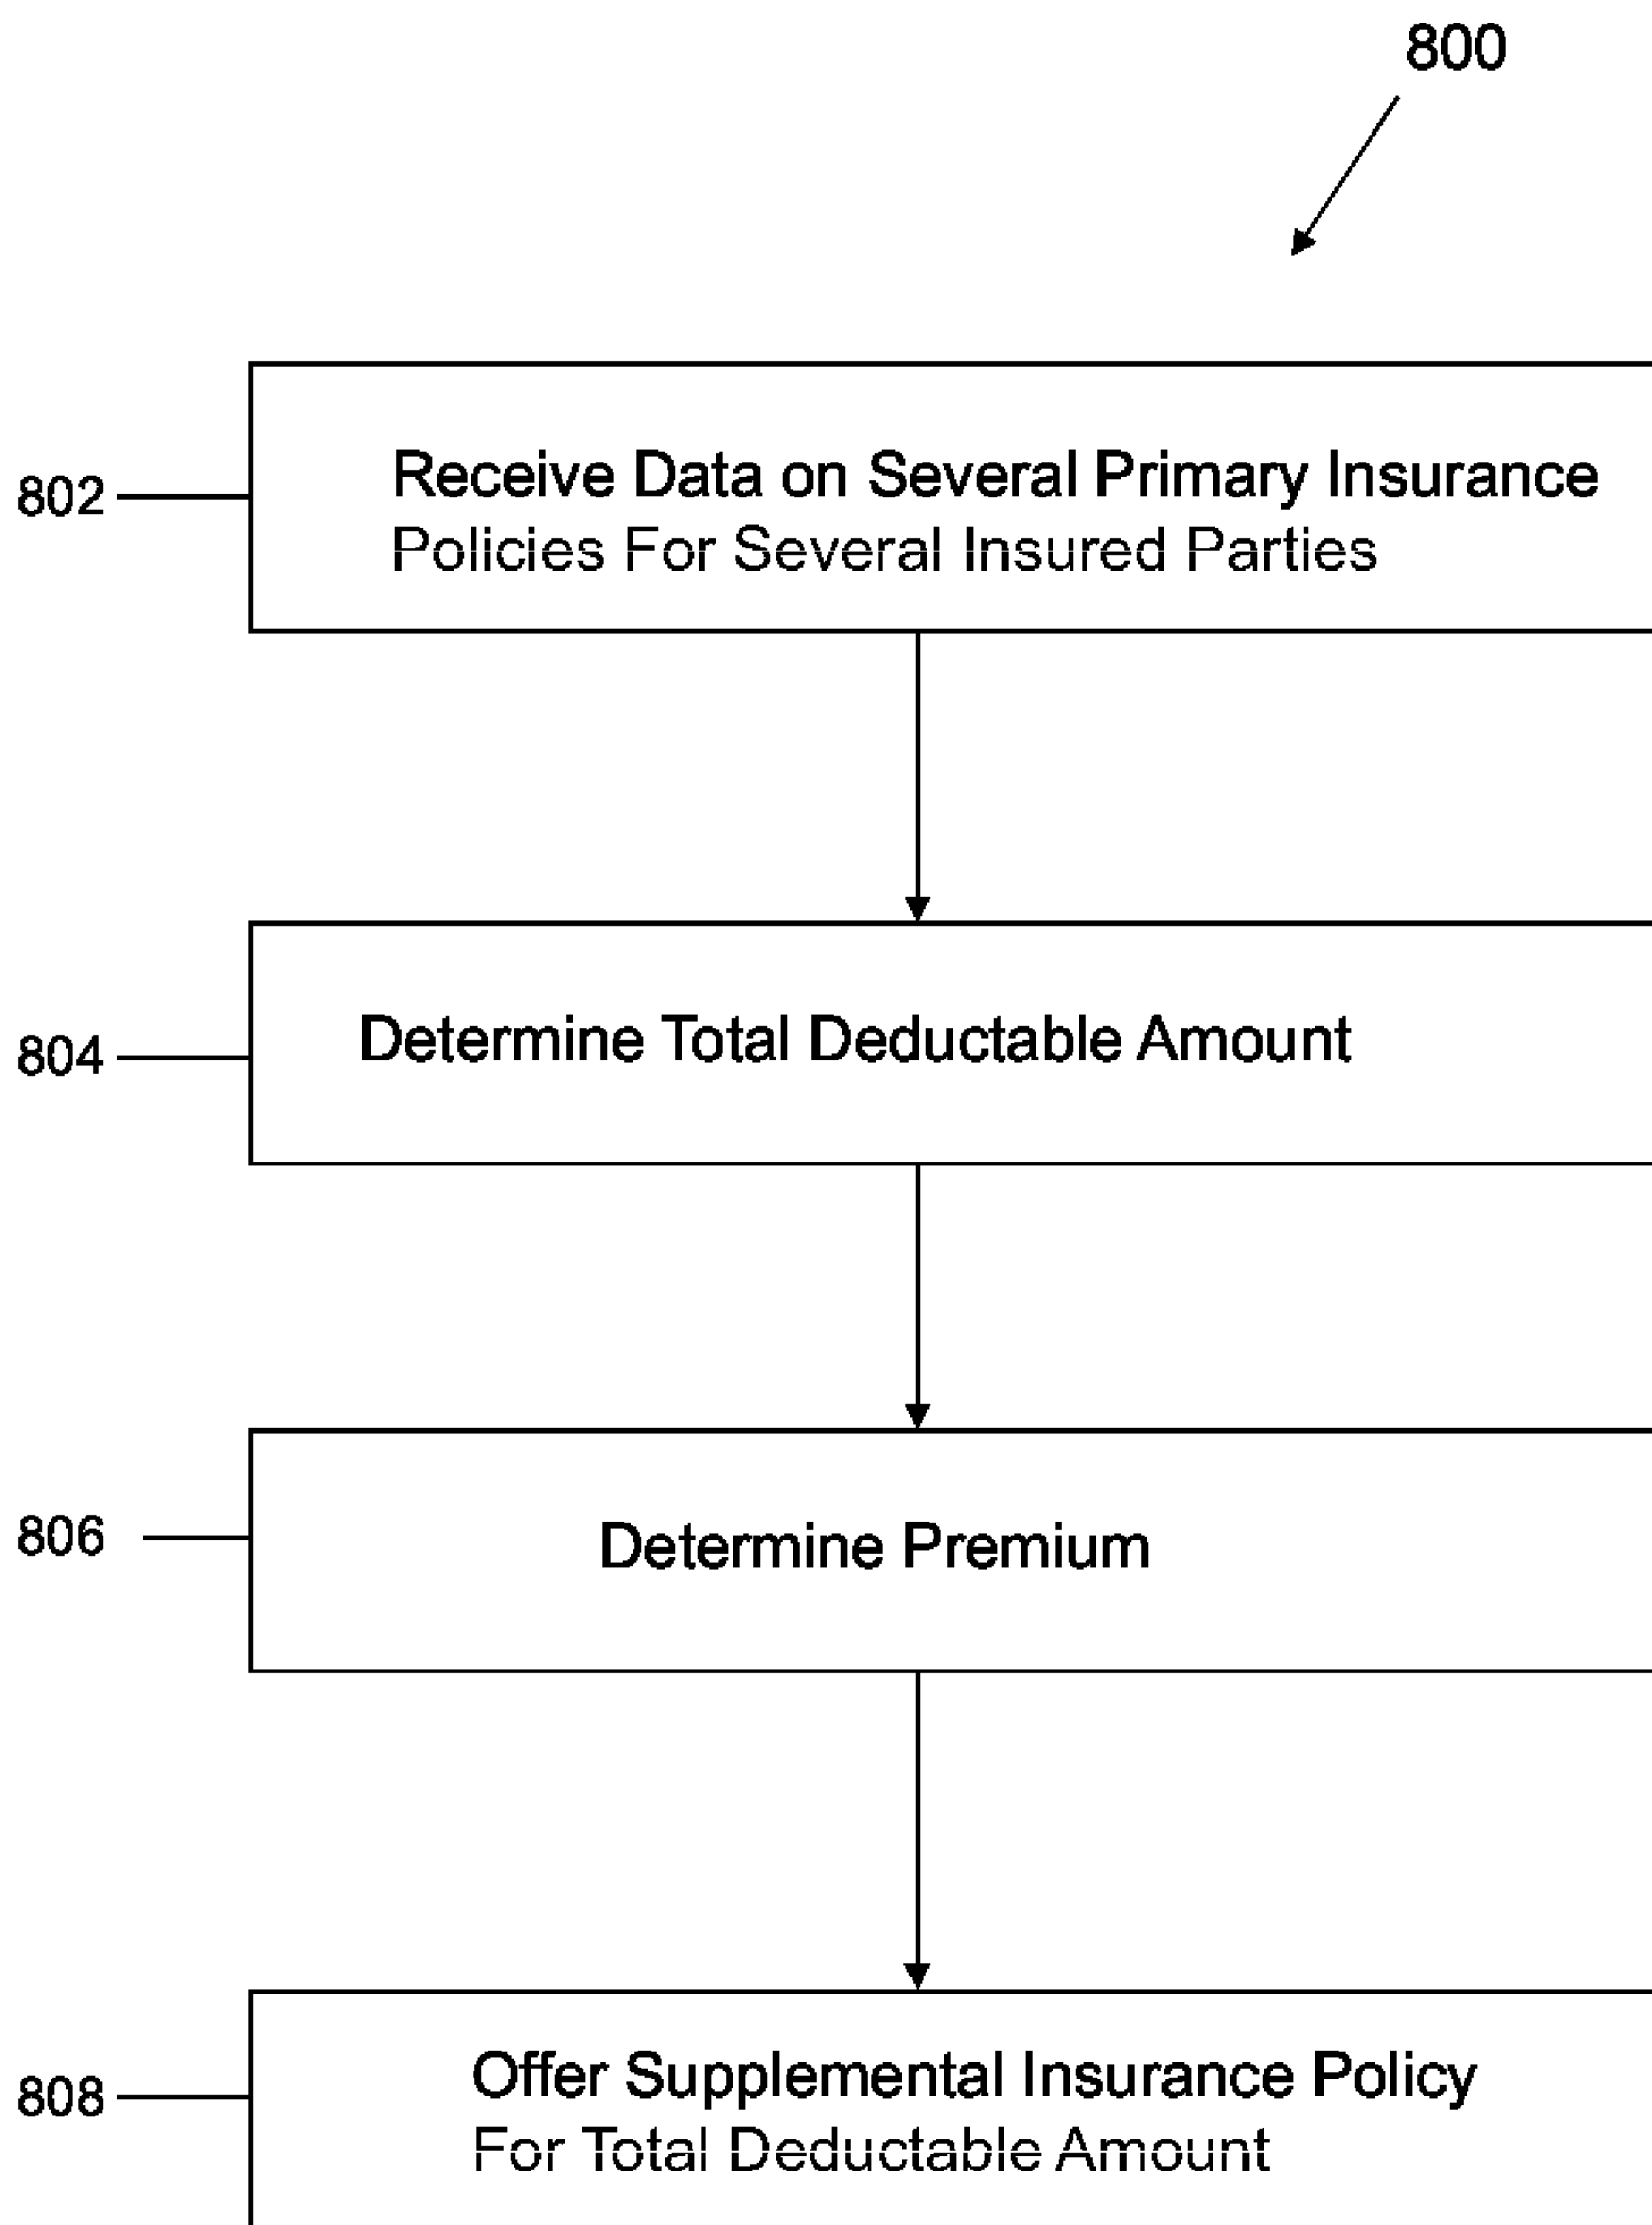 800
802
Receive Data on Several Primary Insurance
Policies For Several Insured Parties
804
Determine Total Deductable Amount
806
Determine Premium
808
Offer Supplemental Insurance Policy
For Total Deductable Amount